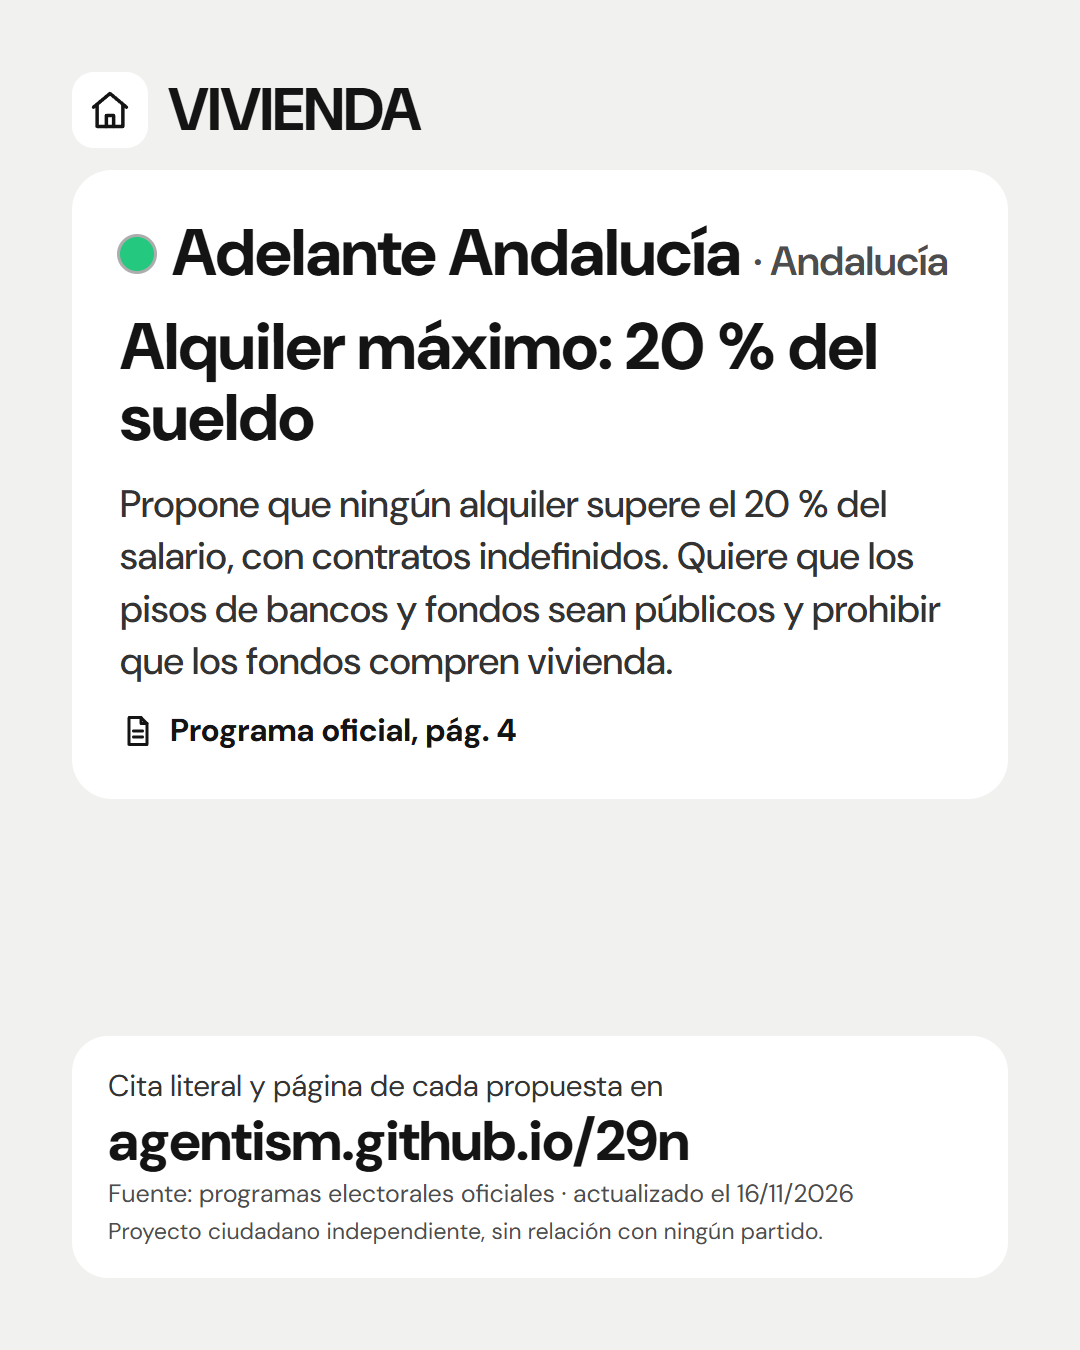 VIVIENDA
Adelante Andalucía · Andalucía
Alquiler máximo: 20 % del
sueldo
Propone que ningún alquiler supere el 20 % del
salario, con contratos indefinidos. Quiere que los
pisos de bancos y fondos sean públicos y prohibir
que los fondos compren vivienda.
Programa oficial, pág. 4
Cita literal y página de cada propuesta en
agentism.github.io/29n
Fuente: programas electorales oficiales · actualizado el 16/11/2026
Proyecto ciudadano independiente, sin relación con ningún partido.